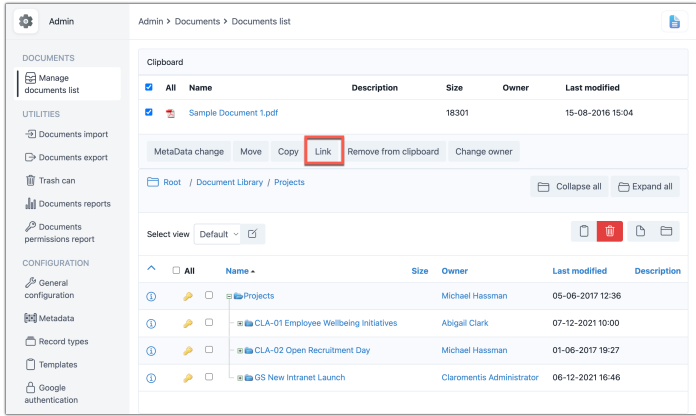 Admin
Admin > Documents > Documents list
DOCUMENTS
Manage
documents list
UTILITIES
Documents import
Documents export
Trash can
Documents reports
Documents
permissions report
CONFIGURATION
General
configuration
Metadata
Record types
Templates
Google
authentication
Clipboard
All Name Description Size Owner Last modified
Sample Document 1.pdf 18301 15-08-2016 15:04
MetaData change Move Copy Link Remove from clipboard Change owner
Root / Document Library / Projects
Collapse all Expand all
Select view Default
All Name Size Owner Last modified Description
Projects Michael Hassman 05-06-2017 12:36
CLA-01 Employee Wellbeing Initiatives Abigail Clark 07-12-2021 10:00
CLA-02 Open Recruitment Day Michael Hassman 01-06-2017 19:27
GS New Intranet Launch Claromentis Administrator 06-12-2021 16:46